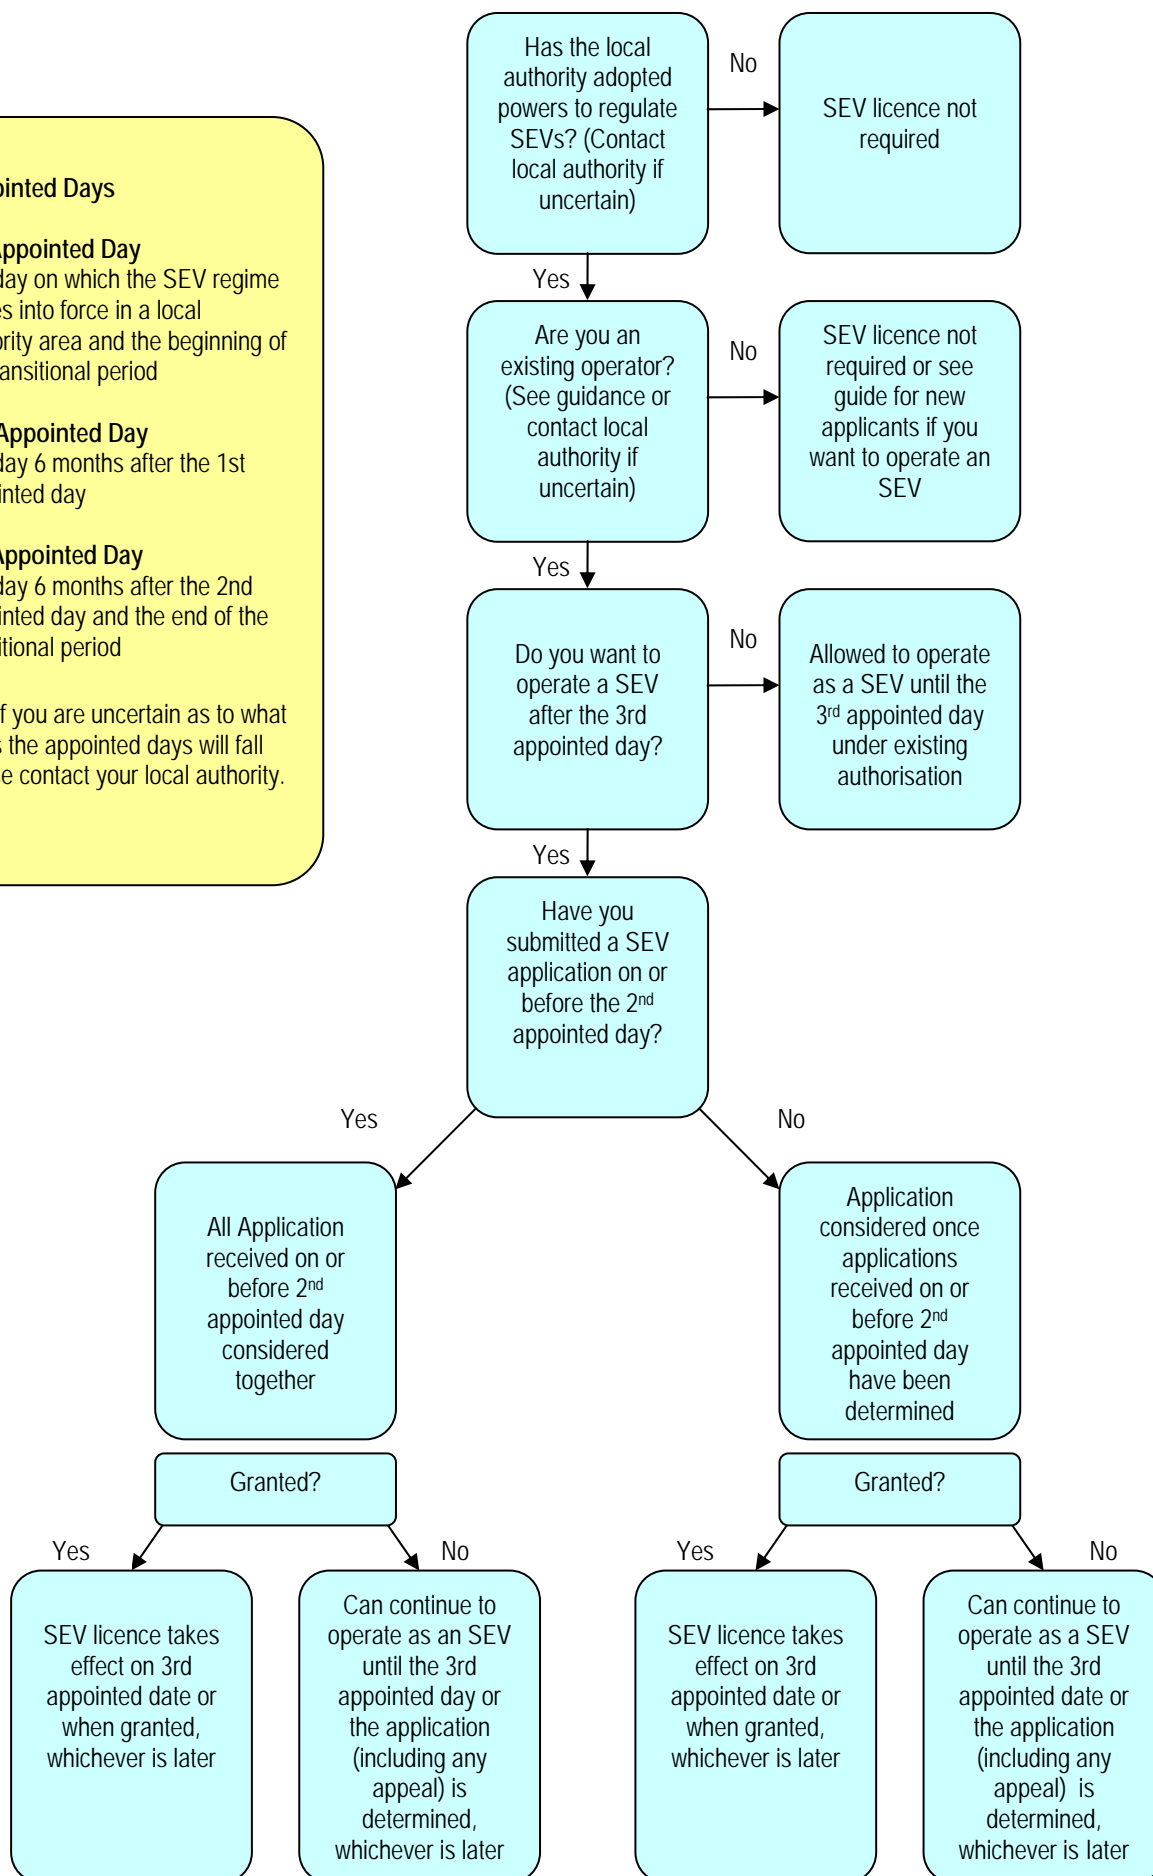 Has the local
authority adopted
powers to regulate
SEVs? (Contact
local authority if
uncertain)
No
SEV licence not
required
Days
Appointed Day
day on which the SEV regime
into force in a local
area and the beginning of
period
Appointed Day
day 6 months after the 1st
day
Appointed Day
day 6 months after the 2nd
day and the end of the
period
f you are uncertain as to what
the appointed days will fall
contact your local authority.
Yes
Are you an
existing operator?
(See guidance or
contact local
authority if
uncertain)
No
SEV licence not
required or see
guide for new
applicants if you
want to operate an
SEV
Yes
Do you want to
operate a SEV
after the 3rd
appointed day?
No
Allowed to operate
as a SEV until the
3rd appointed day
under existing
authorisation
Yes
Have you
submitted a SEV
application on or
before the 2nd
appointed day?
Yes
No
All Application
received on or
before 2nd
appointed day
considered
together
Application
considered once
applications
received on or
before 2nd
appointed day
have been
determined
Granted?
Granted?
Yes
No
Yes
No
SEV licence takes
effect on 3rd
appointed date or
when granted,
whichever is later
Can continue to
operate as an SEV
until the 3rd
appointed day or
the application
(including any
appeal) is
determined,
whichever is later
SEV licence takes
effect on 3rd
appointed date or
when granted,
whichever is later
Can continue to
operate as a SEV
until the 3rd
appointed date or
the application
(including any
appeal) is
determined,
whichever is later